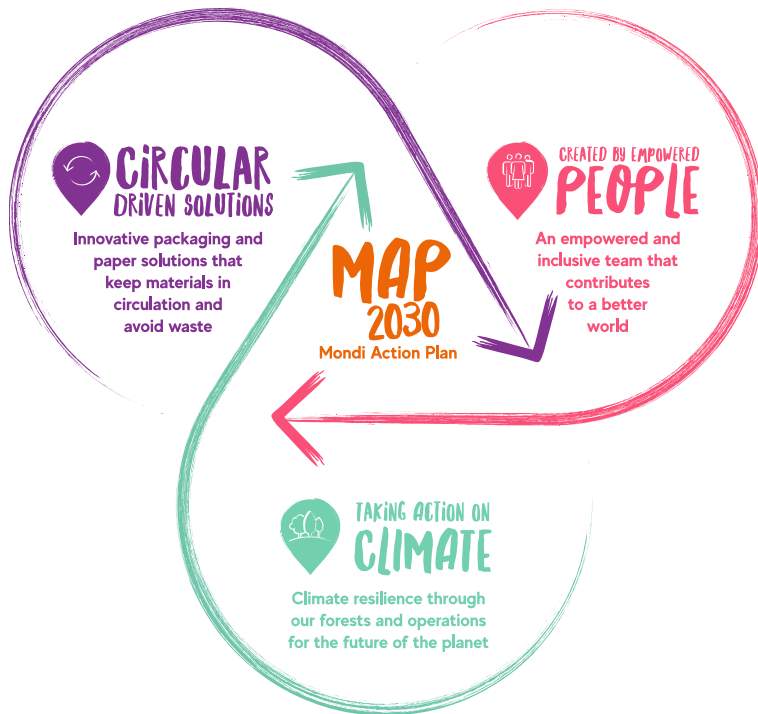 CiRCULAR
DRiVEN SOLUTiONS
Innovative packaging and
paper solutions that
keep materials in
circulation and
avoid waste
CREATED BY EMPOWERED
PEOPLE
An empowered and
inclusive team that
contributes
to a better
world
MAP
2030
Mondi Action Plan
TAKiNG ACTiON ON
CLIMATE
Climate resilience through
our forests and operations
for the future of the planet